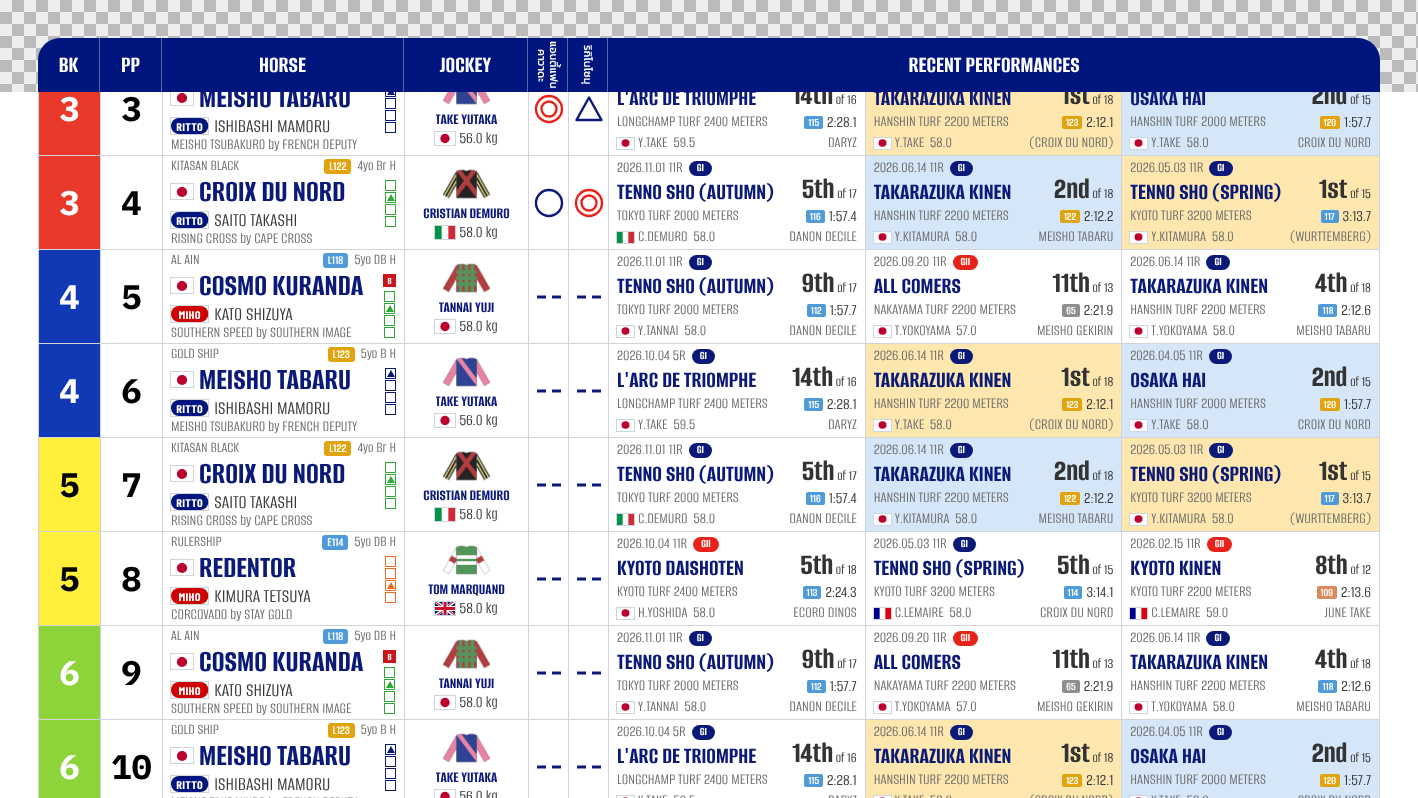 BK PP HORSE JOCKEY RECENT PERFORMANCES
3 3
MEISHO TABARU
RITTO ISHIBASHI MAMORU
MEISHO TSUBAKURO by FRENCH DEPUTY
TAKE YUTAKA
56.0 kg
L'ARC DE TRIOMPHE 14th of 16
LONGCHAMP TURF 2400 METERS 115 2:28.1
Y.TAKE 59.5 DARYZ
TAKARAZUKA KINEN 1st of 18
HANSHIN TURF 2200 METERS 123 2:12.1
Y.TAKE 58.0 (CROIX DU NORD)
OSAKA HAI 2nd of 15
HANSHIN TURF 2000 METERS 120 1:57.7
Y.TAKE 58.0 CROIX DU NORD
3 4
KITASAN BLACK L122 4yo Br H
CROIX DU NORD
RITTO SAITO TAKASHI
RISING CROSS by CAPE CROSS
CRISTIAN DEMURO
58.0 kg
2026.11.01 11R GI
TENNO SHO (AUTUMN) 5th of 17
TOKYO TURF 2000 METERS 116 1:57.4
C.DEMURO 58.0 DANON DECILE
2026.06.14 11R GI
TAKARAZUKA KINEN 2nd of 18
HANSHIN TURF 2200 METERS 122 2:12.2
Y.KITAMURA 58.0 MEISHO TABARU
2026.05.03 11R GI
TENNO SHO (SPRING) 1st of 15
KYOTO TURF 3200 METERS 117 3:13.7
Y.KITAMURA 58.0 (WURTTEMBERG)
4 5
AL AIN L118 5yo DB H
COSMO KURANDA B
MIHO KATO SHIZUYA
SOUTHERN SPEED by SOUTHERN IMAGE
TANNAI YUJI
58.0 kg
2026.11.01 11R GI
TENNO SHO (AUTUMN) 9th of 17
TOKYO TURF 2000 METERS 112 1:57.7
Y.TANNAI 58.0 DANON DECILE
2026.09.20 11R GII
ALL COMERS 11th of 13
NAKAYAMA TURF 2200 METERS 65 2:21.9
T.YOKOYAMA 57.0 MEISHO GEKIRIN
2026.06.14 11R GI
TAKARAZUKA KINEN 4th of 18
HANSHIN TURF 2200 METERS 118 2:12.6
T.YOKOYAMA 58.0 MEISHO TABARU
4 6
GOLD SHIP L123 5yo B H
MEISHO TABARU
RITTO ISHIBASHI MAMORU
MEISHO TSUBAKURO by FRENCH DEPUTY
TAKE YUTAKA
56.0 kg
2026.10.04 5R GI
L'ARC DE TRIOMPHE 14th of 16
LONGCHAMP TURF 2400 METERS 115 2:28.1
Y.TAKE 59.5 DARYZ
2026.06.14 11R GI
TAKARAZUKA KINEN 1st of 18
HANSHIN TURF 2200 METERS 123 2:12.1
Y.TAKE 58.0 (CROIX DU NORD)
2026.04.05 11R GI
OSAKA HAI 2nd of 15
HANSHIN TURF 2000 METERS 120 1:57.7
Y.TAKE 58.0 CROIX DU NORD
5 7
KITASAN BLACK L122 4yo Br H
CROIX DU NORD
RITTO SAITO TAKASHI
RISING CROSS by CAPE CROSS
CRISTIAN DEMURO
58.0 kg
2026.11.01 11R GI
TENNO SHO (AUTUMN) 5th of 17
TOKYO TURF 2000 METERS 116 1:57.4
C.DEMURO 58.0 DANON DECILE
2026.06.14 11R GI
TAKARAZUKA KINEN 2nd of 18
HANSHIN TURF 2200 METERS 122 2:12.2
Y.KITAMURA 58.0 MEISHO TABARU
2026.05.03 11R GI
TENNO SHO (SPRING) 1st of 15
KYOTO TURF 3200 METERS 117 3:13.7
Y.KITAMURA 58.0 (WURTTEMBERG)
5 8
RULERSHIP E114 5yo DB H
REDENTOR
MIHO KIMURA TETSUYA
CORCOVADO by STAY GOLD
TOM MARQUAND
58.0 kg
2026.10.04 11R GII
KYOTO DAISHOTEN 5th of 18
KYOTO TURF 2400 METERS 113 2:24.3
H.YOSHIDA 58.0 ECORO DINOS
2026.05.03 11R GI
TENNO SHO (SPRING) 5th of 15
KYOTO TURF 3200 METERS 114 3:14.1
C.LEMAIRE 58.0 CROIX DU NORD
2026.02.15 11R GII
KYOTO KINEN 8th of 12
KYOTO TURF 2200 METERS 109 2:13.6
C.LEMAIRE 59.0 JUNE TAKE
6 9
AL AIN L118 5yo DB H
COSMO KURANDA B
MIHO KATO SHIZUYA
SOUTHERN SPEED by SOUTHERN IMAGE
TANNAI YUJI
58.0 kg
2026.11.01 11R GI
TENNO SHO (AUTUMN) 9th of 17
TOKYO TURF 2000 METERS 112 1:57.7
Y.TANNAI 58.0 DANON DECILE
2026.09.20 11R GII
ALL COMERS 11th of 13
NAKAYAMA TURF 2200 METERS 65 2:21.9
T.YOKOYAMA 57.0 MEISHO GEKIRIN
2026.06.14 11R GI
TAKARAZUKA KINEN 4th of 18
HANSHIN TURF 2200 METERS 118 2:12.6
T.YOKOYAMA 58.0 MEISHO TABARU
6 10
GOLD SHIP L123 5yo B H
MEISHO TABARU
RITTO ISHIBASHI MAMORU
TAKE YUTAKA
56.0 kg
2026.10.04 5R GI
L'ARC DE TRIOMPHE 14th of 16
LONGCHAMP TURF 2400 METERS 115 2:28.1
2026.06.14 11R GI
TAKARAZUKA KINEN 1st of 18
HANSHIN TURF 2200 METERS 123 2:12.1
2026.04.05 11R GI
OSAKA HAI 2nd of 15
HANSHIN TURF 2000 METERS 120 1:57.7